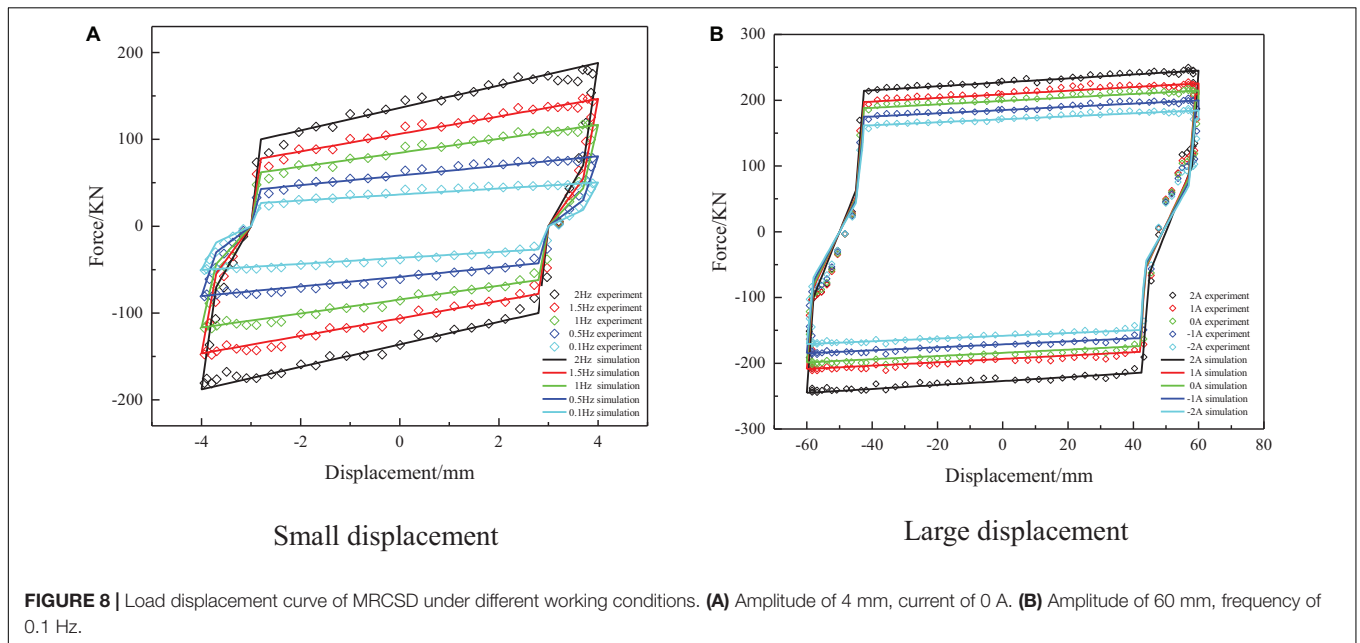 A
200
100
0
-100
-200
Force/KN
-4
-2
0
2
4
Displacement/mm
2Hz experiment
1.5Hz experiment
1Hz experiment
0.5Hz experiment
0.1Hz experiment
2Hz simulation
1.5Hz simulation
1Hz simulation
0.5Hz simulation
0.1Hz simulation
Small displacement
B
300
200
100
0
-100
-200
-300
Force/KN
-60
-40
-20
0
20
40
60
80
Displacement/mm
2A experiment
1A experiment
0A experiment
-1A experiment
-2A experiment
2A simulation
1A simulation
0A simulation
-1A simulation
-2A simulation
Large displacement
FIGURE 8 | Load displacement curve of MRCSD under different working conditions. (A) Amplitude of 4 mm, current of 0 A. (B) Amplitude of 60 mm, frequency of
0.1 Hz.